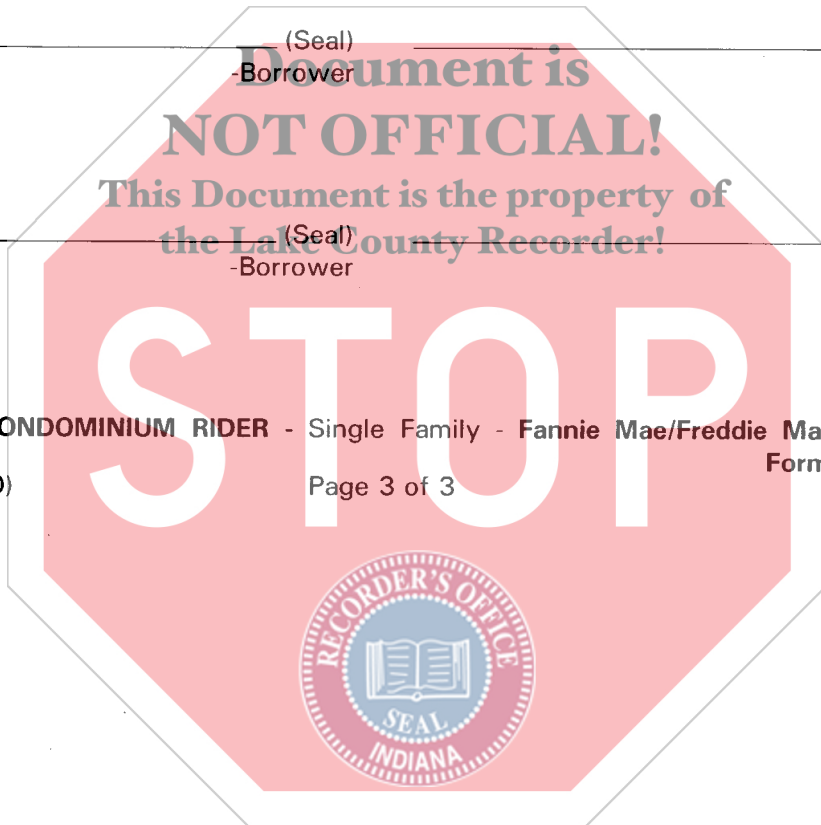 (Seal)
-Borrower
Document is
NOT OFFICIAL!
This Document is the property of
the Lake County Recorder!
(Seal)
-Borrower
STOP
ONDOMINIUM RIDER - Single Family - Fannie Mae/Freddie Ma
Form
0)
Page 3 of 3
RECORDER'S OFFICE
SEAL
INDIANA